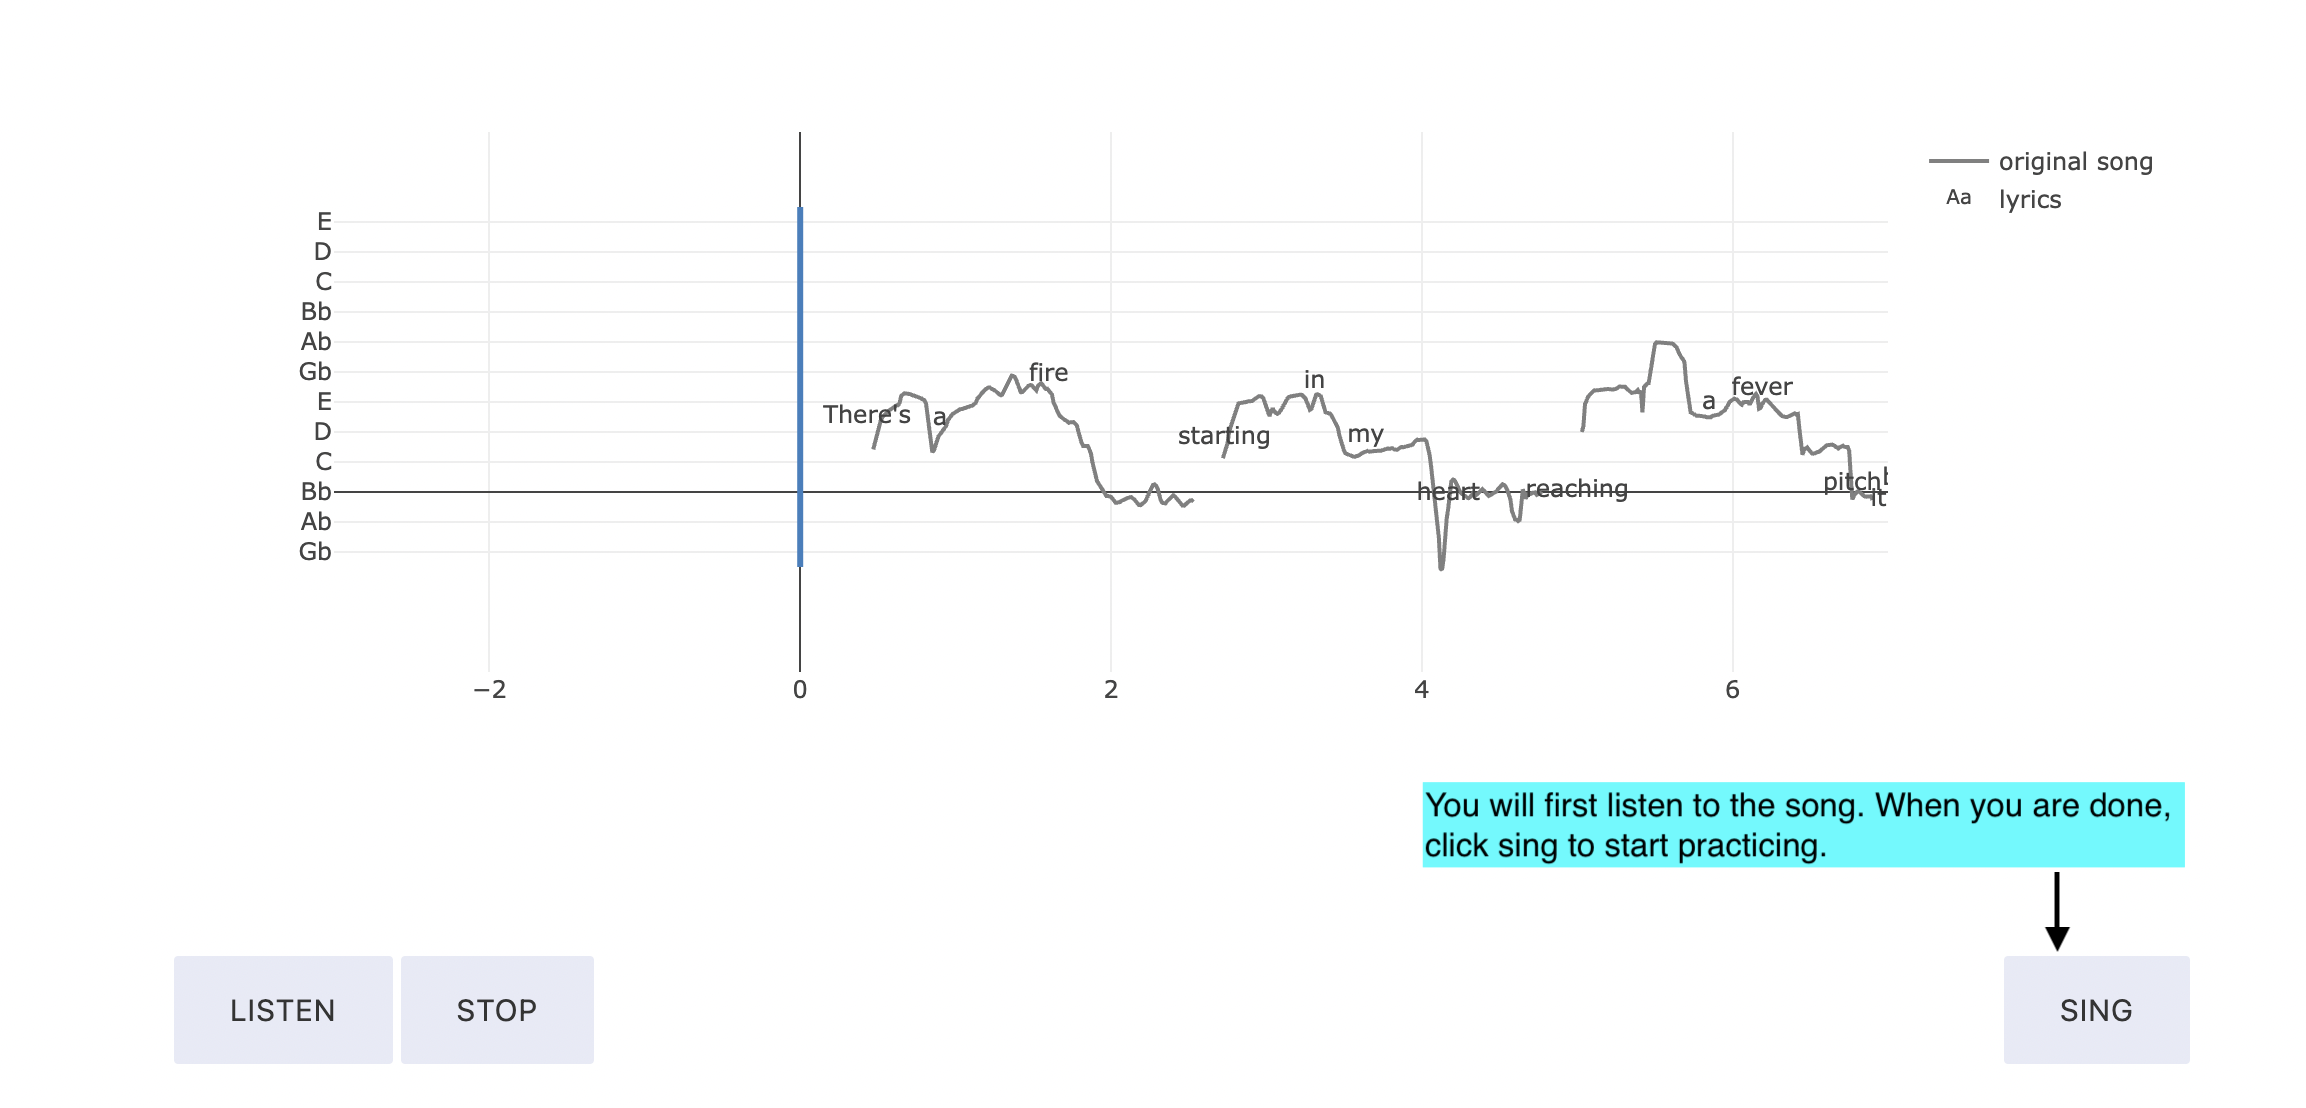 original song
Aa lyrics
E
D
C
Bb
Ab
Gb
E
D
C
Bb
Ab
Gb
There's a fire starting in my heart reaching a fever pitch
it
−2 0 2 4 6
You will first listen to the song. When you are done,
click sing to start practicing.
LISTEN STOP SING